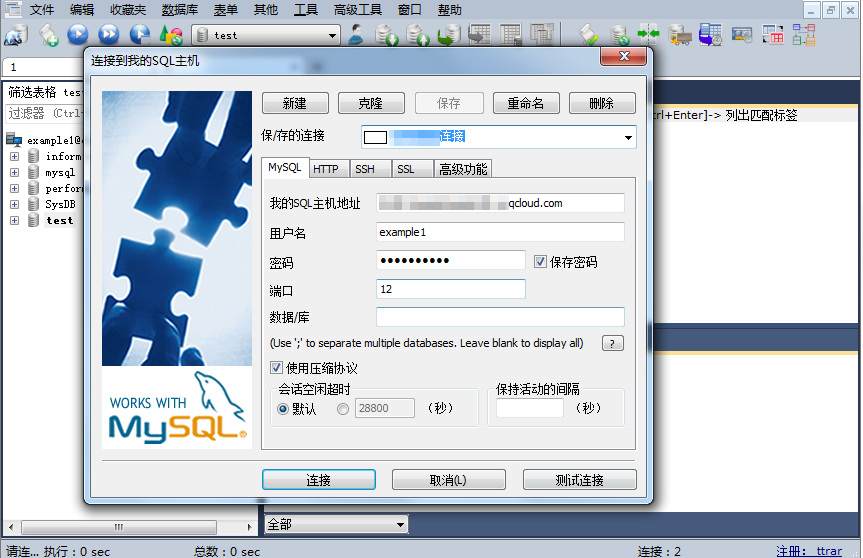 文件 编辑 收藏夹 数据库 表单 其他 工具 高级工具 窗口 帮助
test
1
连接到我的SQL主机
筛选表格 tes
过滤器 (Ctrl
trl+Enter]-> 列出匹配标签
example1@
inform
mysql
perfor
SysDB
test
新建 克隆 保存 重命名 删除
保/存的连接 连接
MySQL HTTP SSH SSL 高级功能
我的SQL主机地址 qcloud.com
用户名 example1
密码 ●●●●●●●●●● 保存密码
端口 12
数据/库
(Use ';' to separate multiple databases. Leave blank to display all) ?
使用压缩协议
会话空闲超时 保持活动的间隔
默认 28800 (秒) (秒)
WORKS WITH
MySQL®
连接 取消(L) 测试连接
全部
请连... 执行：0 sec 总数：0 sec 连接：2 注册： ttrar